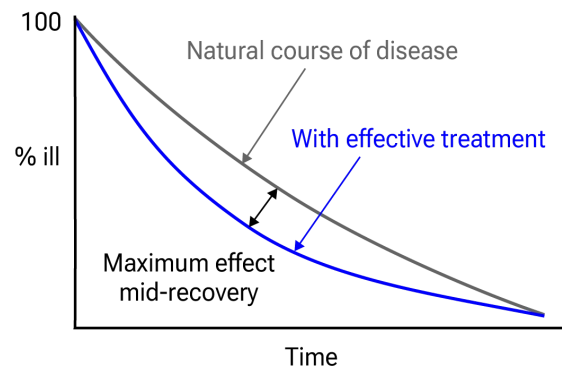 100
Natural course of disease
With effective treatment
% ill
Maximum effect
mid-recovery
Time